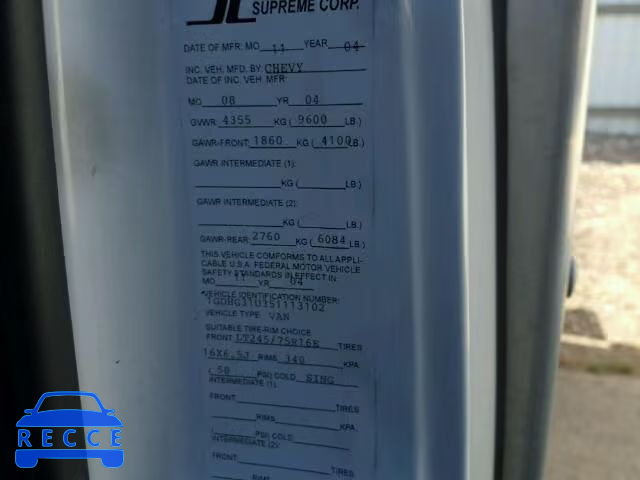 SUPREME CORP.
DATE OF MFR: MO 11 YEAR 04
INC. VEH. MFD. BY: CHEVY
DATE OF INC. VEH. MFR:
MO 08 YR 04
GVWR: 4355 KG ( 9600 LB.)
GAWR-FRONT: 1860 KG ( 4100 LB.)
GAWR INTERMEDIATE (1):
KG ( LB.)
GAWR INTERMEDIATE (2):
KG ( LB.)
GAWR-REAR: 2760 KG ( 6084 LB.)
THIS VEHICLE CONFORMS TO ALL APPLI-
CABLE U.S.A. FEDERAL MOTOR VEHICLE
SAFETY STANDARDS IN EFFECT IN
MO 11 YR 04
VEHICLE IDENTIFICATION NUMBER:
1GDHG31U351113102
VEHICLE TYPE: VAN
SUITABLE TIRE-RIM CHOICE
FRONT: LT245/75R16E TIRES
16X6.5J RIMS 340 KPA
( 50 PSI) COLD SING
INTERMEDIATE (1):
FRONT: TIRES
RIMS KPA
( PSI) COLD
INTERMEDIATE (2):
FRONT: TIRES
RIMS
RECCE